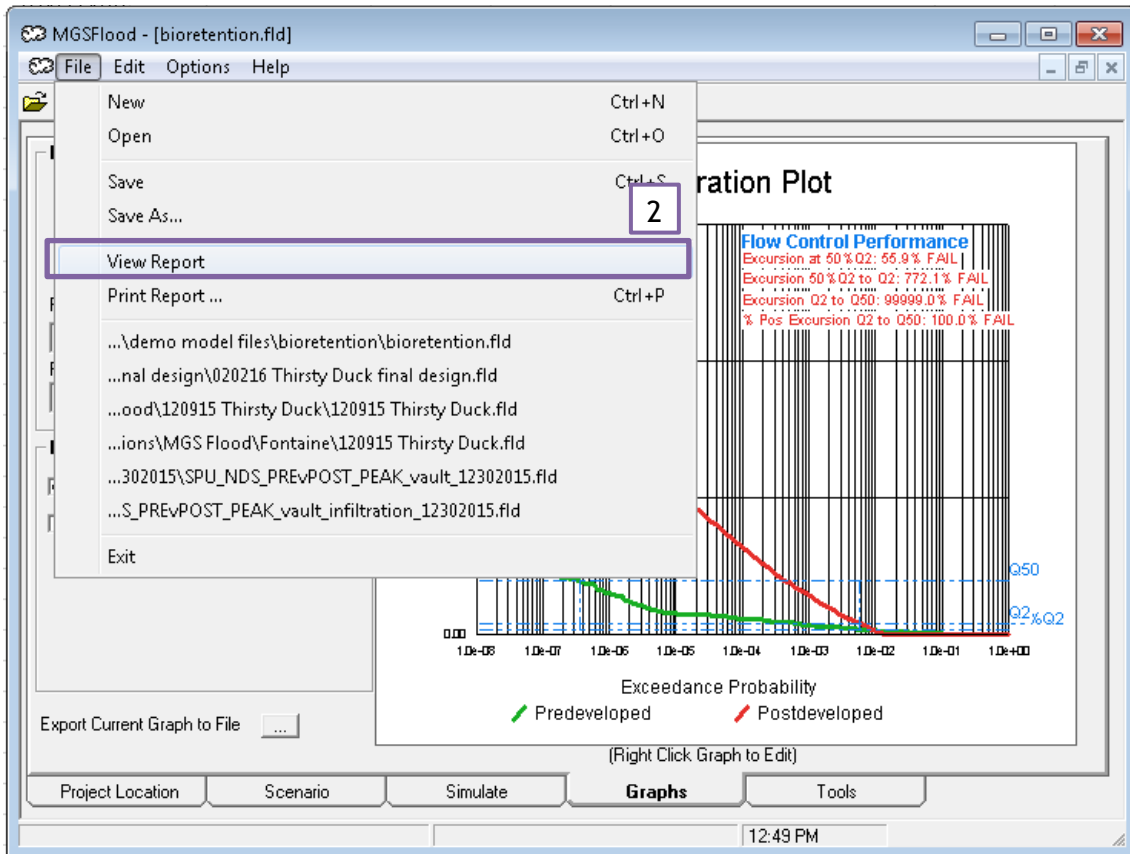 MGSFlood - [bioretention.fld]
File Edit Options Help
New Ctrl+N
Open Ctrl+O
Save Ctrl+S
Save As...
2
View Report
Print Report ... Ctrl+P
...\demo model files\bioretention\bioretention.fld
...nal design\020216 Thirsty Duck final design.fld
...ood\120915 Thirsty Duck\120915 Thirsty Duck.fld
...ions\MGS Flood\Fontaine\120915 Thirsty Duck.fld
...302015\SPU_NDS_PREvPOST_PEAK_vault_12302015.fld
...S_PREvPOST_PEAK_vault_infiltration_12302015.fld
Exit
ration Plot
Flow Control Performance
Excursion at 50%Q2: 55.9% FAIL
Excursion 50%Q2 to Q2: 772.1% FAIL
Excursion Q2 to Q50: 99999.0% FAIL
% Pos Excursion Q2 to Q50: 100.0% FAIL
Q50
Q2%Q2
0.00
1.0e-08 1.0e-07 1.0e-06 1.0e-05 1.0e-04 1.0e-03 1.0e-02 1.0e-01 1.0e+00
Exceedance Probability
Predeveloped Postdeveloped
Export Current Graph to File ...
(Right Click Graph to Edit)
Project Location Scenario Simulate Graphs Tools
12:49 PM